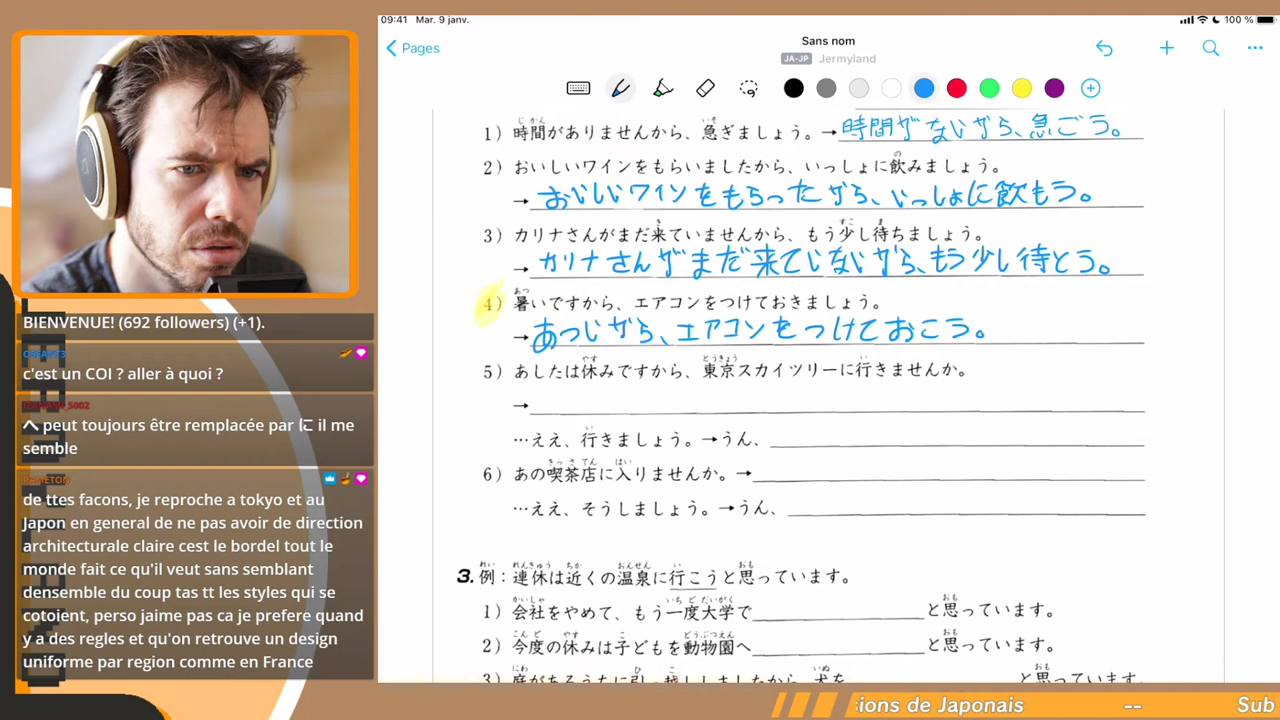 09:41 Mar. 9 janv.
100 %
Pages
Sans nom
JA-JP Jermyland
1) 時間がありませんから、急ぎましょう。→ 時間がないから、急ごう。
2) おいしいワインをもらいましたから、いっしょに飲みましょう。
→ おいしいワインをもらったから、いっしょに飲もう。
3) カリナさんがまだ来ていませんから、もう少し待ちましょう。
→ カリナさんがまだ来ていないから、もう少し待とう。
4) 暑いですから、エアコンをつけておきましょう。
→ あついから、エアコンをつけておこう。
5) あしたは休みですから、東京スカイツリーに行きませんか。
→
…ええ、行きましょう。→うん、
6) あの喫茶店に入りませんか。→
…ええ、そうしましょう。→うん、
3. 例：連休は近くの温泉に行こうと思っています。
1) 会社をやめて、もう一度大学で と思っています。
2) 今度の休みは子どもを動物園へ と思っています。
BIENVENUE! (692 followers) (+1).
c'est un COI ? aller à quoi ?
へ peut toujours être remplacée par に il me
semble
de ttes facons, je reproche a tokyo et au
Japon en general de ne pas avoir de direction
architecturale claire cest le bordel tout le
monde fait ce qu'il veut sans semblant
densemble du coup tas tt les styles qui se
cotoient, perso jaime pas ca je prefere quand
y a des regles et qu'on retrouve un design
uniforme par region comme en France
ions de Japonais -- Sub